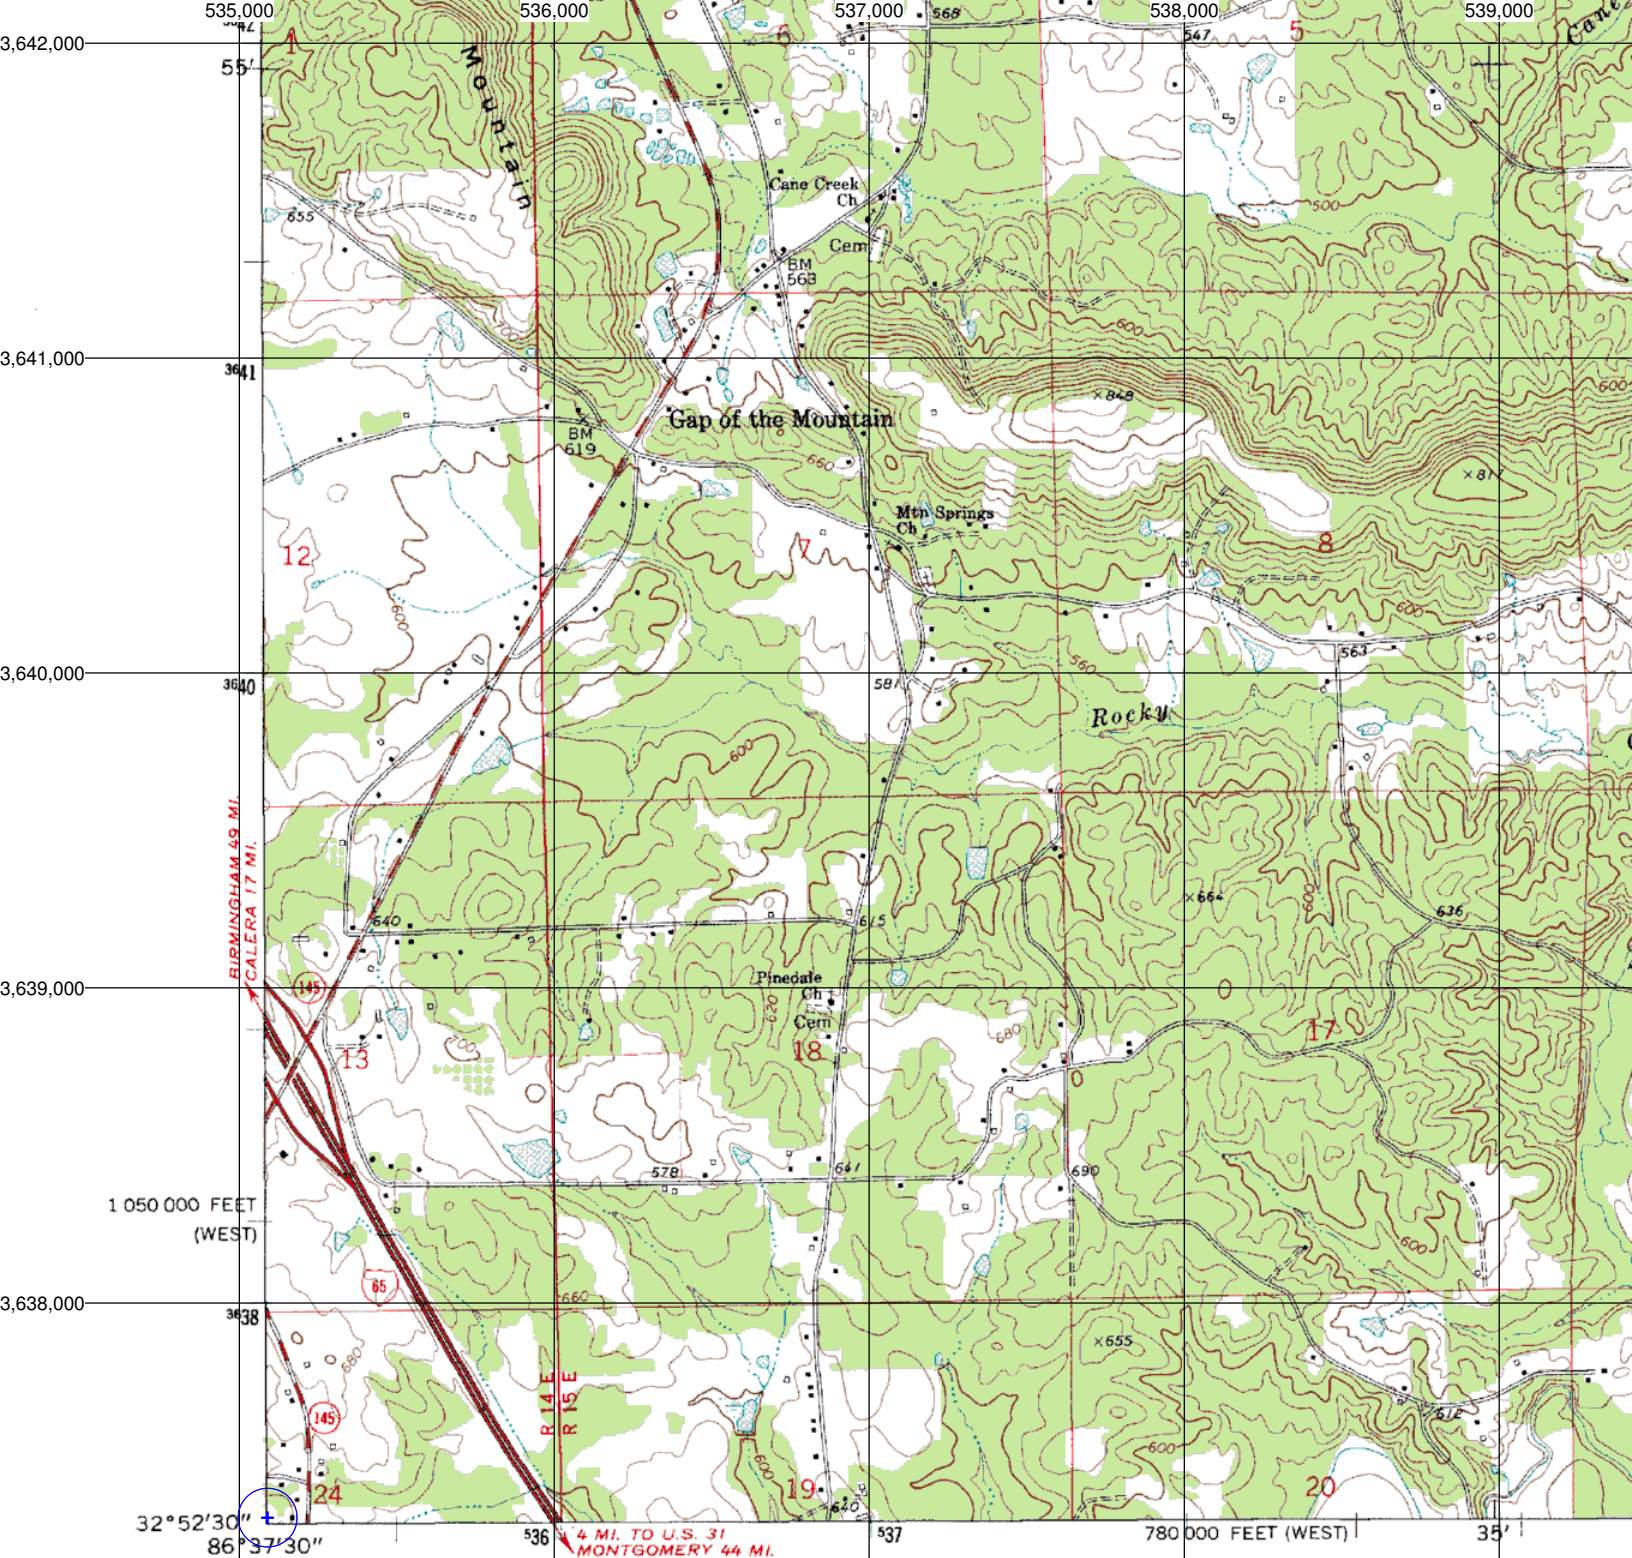 535,000 536,000 537,000 538,000 539,000
568
3,642,000
1 6 547 5
Cane
55'
Mountain
Cane Creek
Ch
655
500
Cem
BM
563
700
600
3,641,000
3641
600
×848
Gap of the Mountain
BM
619
660
×817
Mtn Springs
Ch
12 7 8
600
600
563
560
3,640,000
3640
581
Rocky
600
BIRMINGHAM 49 MI.
CALERA 17 MI.
×664
600
640 615 636
Pinedale
Ch
3,639,000
145
620
Cem
680
700
13 18 17
578 641 690
1 050 000 FEET
(WEST)
600
65
660
3,638,000
3638
680
×655
R 14 E
R 15 E
145
612
600
600
24 19 20
640
32°52'30"
86°37'30"
536 537 780 000 FEET (WEST) 35'
4 MI. TO U.S. 31
MONTGOMERY 44 MI.